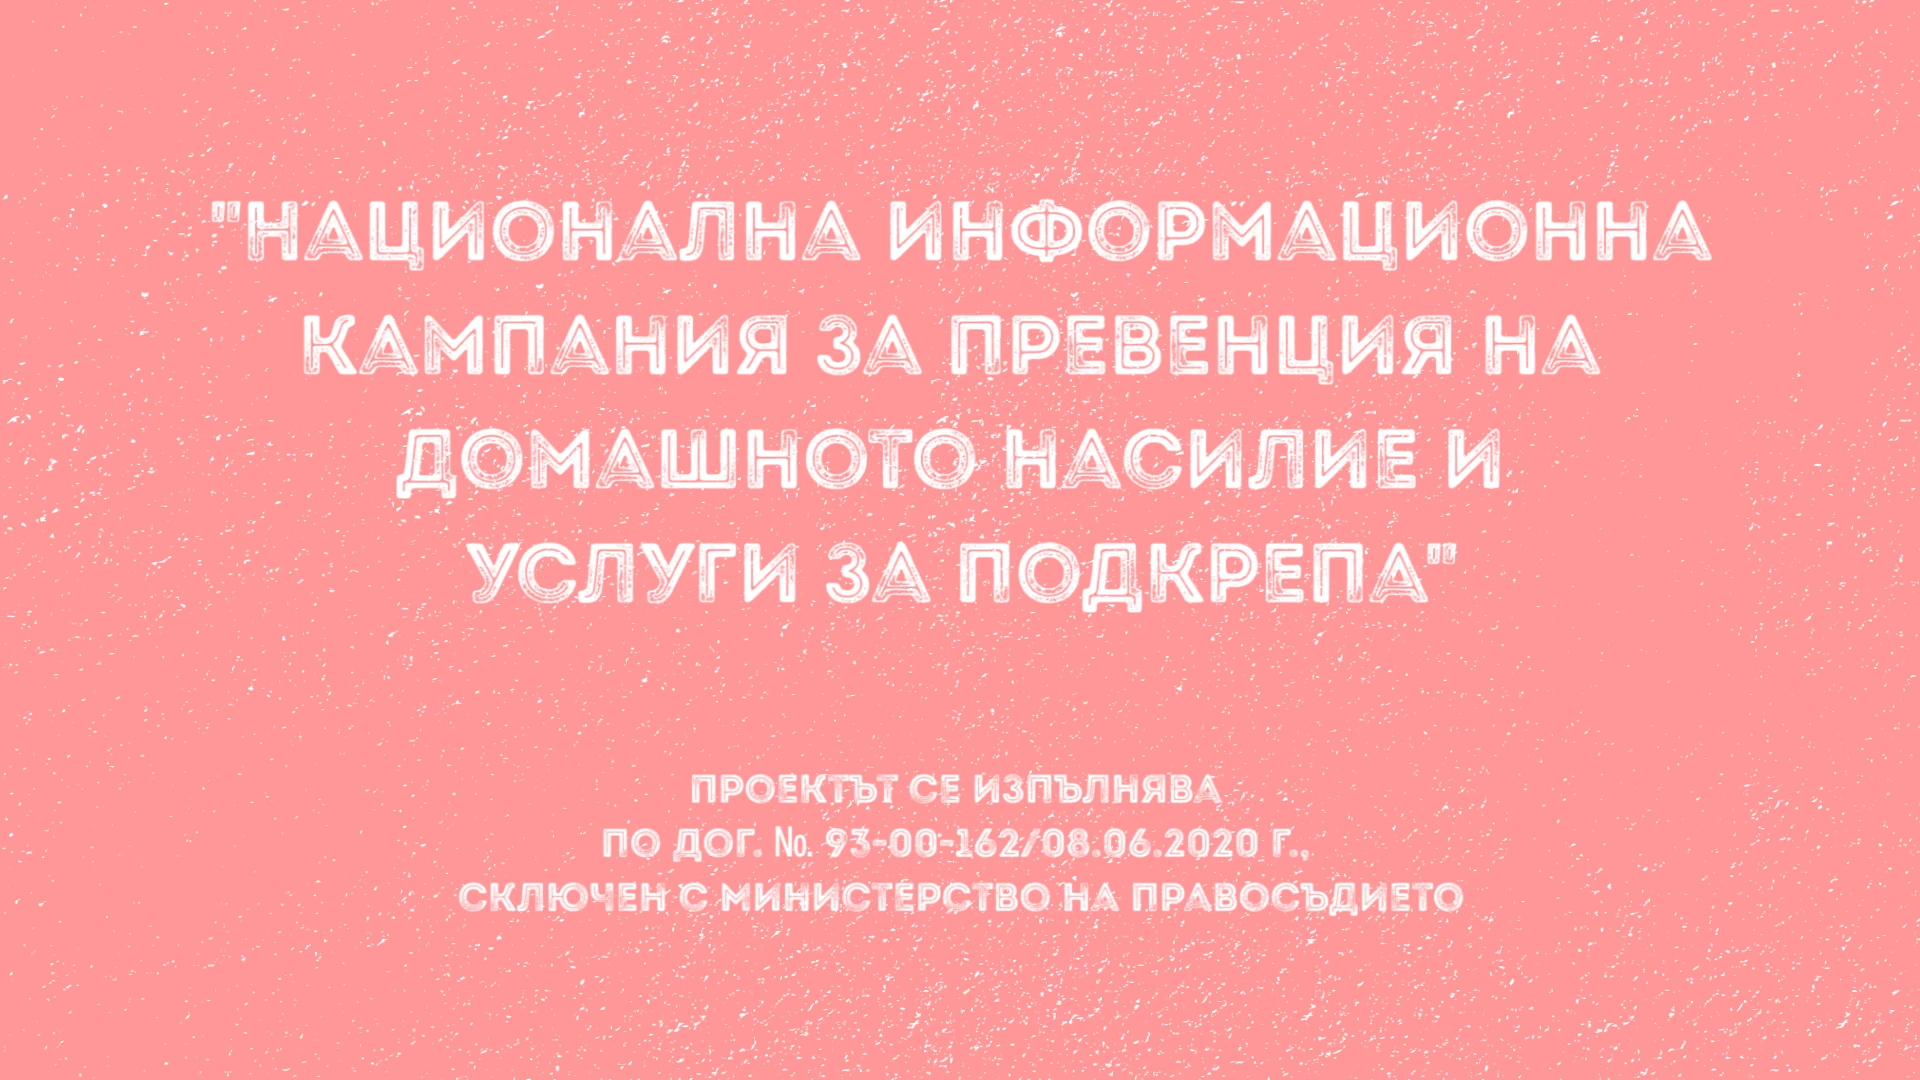 "НАЦИОНАЛНА ИНФОРМАЦИОННА
КАМПАНИЯ ЗА ПРЕВЕНЦИЯ НА
ДОМАШНОТО НАСИЛИЕ И
УСЛУГИ ЗА ПОДКРЕПА"
ПРОЕКТЪТ СЕ ИЗПЪЛНЯВА
ПО ДОГ. №. 93-00-162/08.06.2020 Г.,
СКЛЮЧЕН С МИНИСТЕРСТВО НА ПРАВОСЪДИЕТО